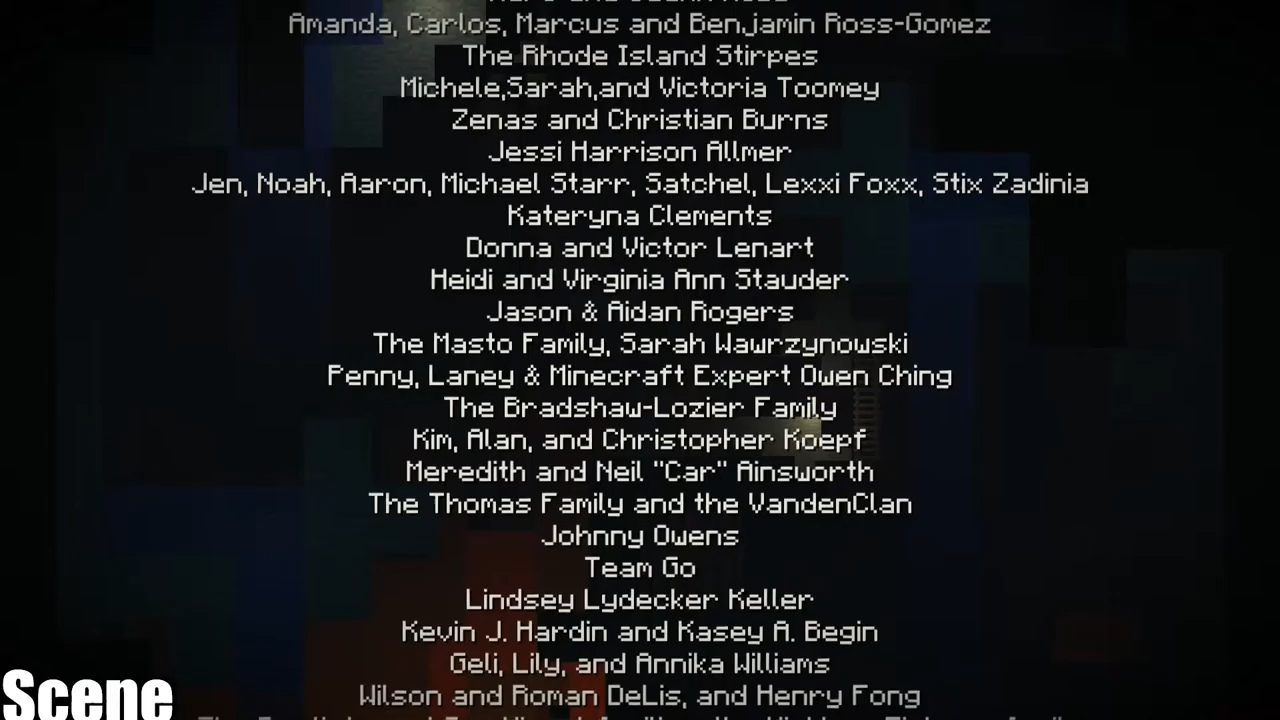 Amanda, Carlos, Marcus and Benjamin Ross-Gomez
The Rhode Island Stirpes
Michele,Sarah,and Victoria Toomey
Zenas and Christian Burns
Jessi Harrison Allmer
Jen, Noah, Aaron, Michael Starr, Satchel, Lexxi Foxx, Stix Zadinia
Kateryna Clements
Donna and Victor Lenart
Heidi and Virginia Ann Stauder
Jason & Aidan Rogers
The Masto Family, Sarah Wawrzynowski
Penny, Laney & Minecraft Expert Owen Ching
The Bradshaw-Lozier Family
Kim, Alan, and Christopher Koepf
Meredith and Neil "Car" Ainsworth
The Thomas Family and the VandenClan
Johnny Owens
Team Go
Lindsey Lydecker Keller
Kevin J. Hardin and Kasey A. Begin
Geli, Lily, and Annika Williams
Wilson and Roman DeLis, and Henry Fong
Scene